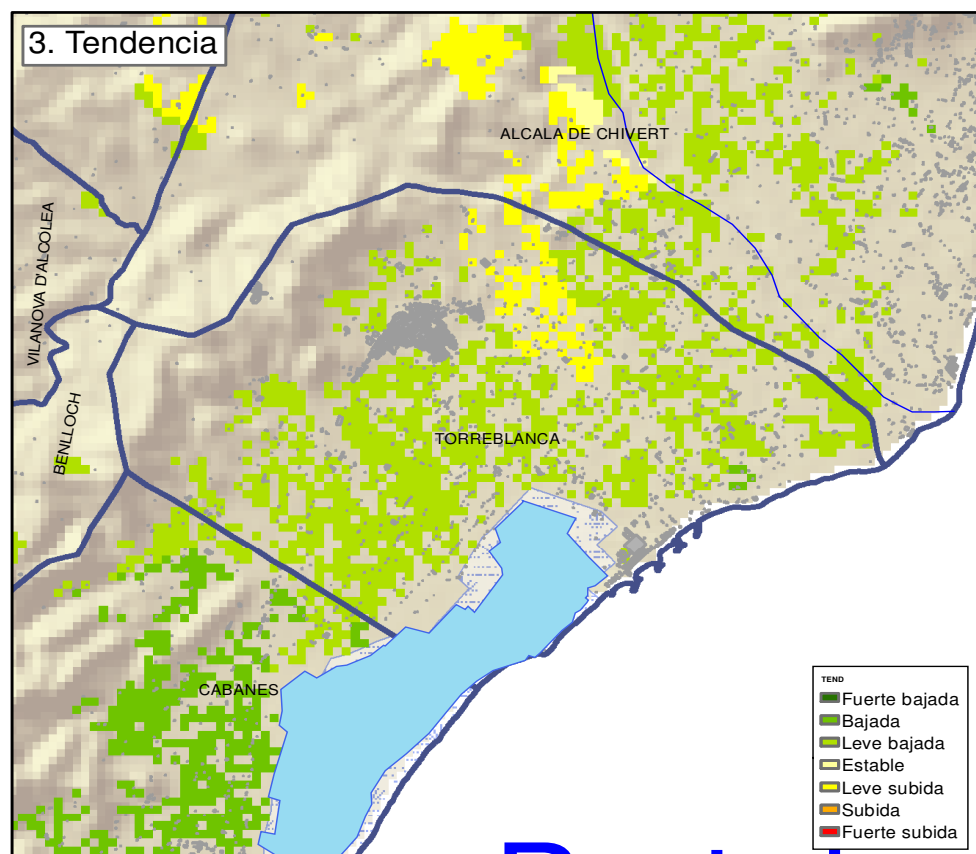 3. Tendencia
ALCALA DE CHIVERT
VILANOVA D'ALCOLEA
BENLLOCH
TORREBLANCA
CABANES
TEND
Fuerte bajada
Bajada
Leve bajada
Estable
Leve subida
Subida
Fuerte subida